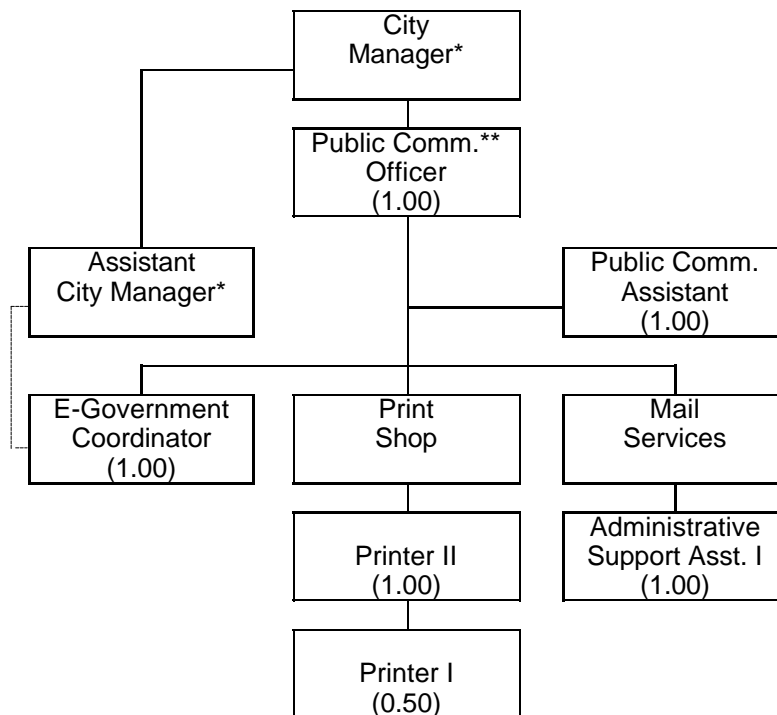 City
Manager*
Public Comm.**
Officer
(1.00)
Assistant
City Manager*
Public Comm.
Assistant
(1.00)
E-Government
Coordinator
(1.00)
Print
Shop
Mail
Services
Printer II
(1.00)
Administrative
Support Asst. I
(1.00)
Printer I
(0.50)